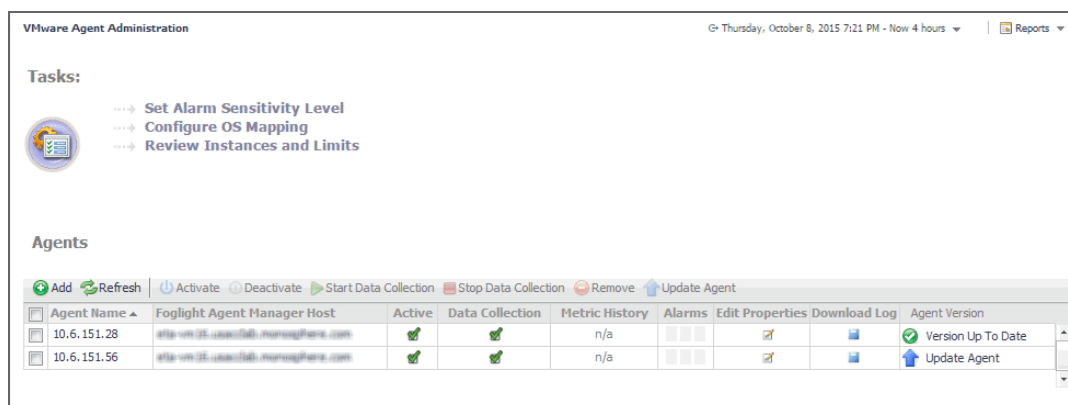 VMware Agent Administration
Thursday, October 8, 2015 7:21 PM - Now 4 hours
Reports
Tasks:
Set Alarm Sensitivity Level
Configure OS Mapping
Review Instances and Limits
Agents
Add Refresh Activate Deactivate Start Data Collection Stop Data Collection Remove Update Agent
Agent Name Foglight Agent Manager Host Active Data Collection Metric History Alarms Edit Properties Download Log Agent Version
10.6.151.28 n/a Version Up To Date
10.6.151.56 n/a Update Agent